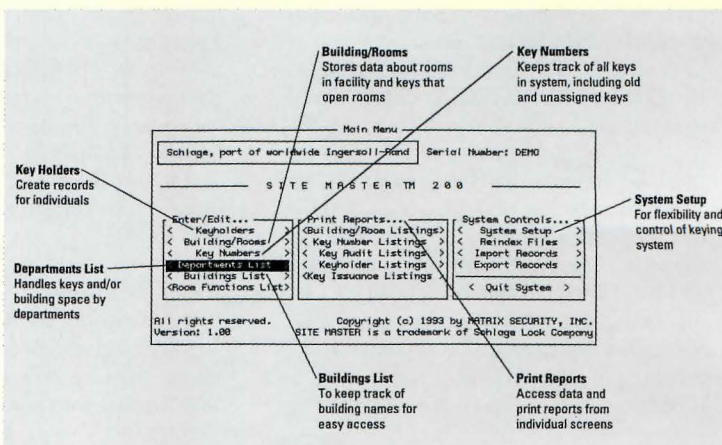 Building/Rooms
Stores data about rooms
in facility and keys that
open rooms
Key Numbers
Keeps track of all keys
in system, including old
and unassigned keys
Key Holders
Create records
for individuals
Departments List
Handles keys and/or
building space by
departments
System Setup
For flexibility and
control of keying
system
Main Menu
Schlage, part of worldwide Ingersoll-Rand Serial Number: DEMO
SITE MASTER TM 200
Enter/Edit...
< Keyholders >
< Building/Rooms >
< Key Numbers >
Departments List
< Buildings List >
<Room Functions List>
Print Reports...
<Building/Room Listings>
< Key Number Listings >
< Key Audit Listings >
< Keyholder Listings >
<Key Issuance Listings >
System Controls...
< System Setup >
< Reindex Files >
< Import Records >
< Export Records >
< Quit System >
All rights reserved. Copyright (c) 1993 by MATRIX SECURITY, INC.
Version: 1.00 SITE MASTER is a trademark of Schlage Lock Company
Buildings List
To keep track of
building names for
easy access
Print Reports
Access data and
print reports from
individual screens